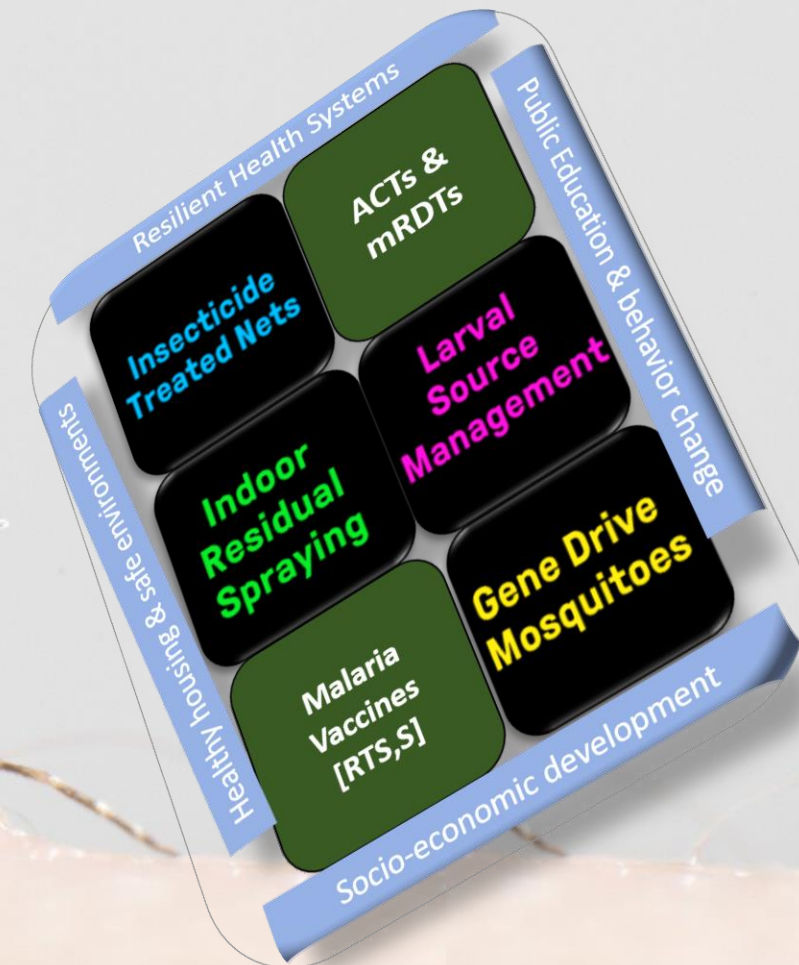 Resilient Health Systems
Public Education & behavior change
ACTs &
mRDTs
Insecticide
Treated Nets
Larval
Source
Management
Indoor
Residual
Spraying
Gene Drive
Mosquitoes
Malaria
Vaccines
[RTS,S]
Healthy housing & safe environments
Socio-economic development